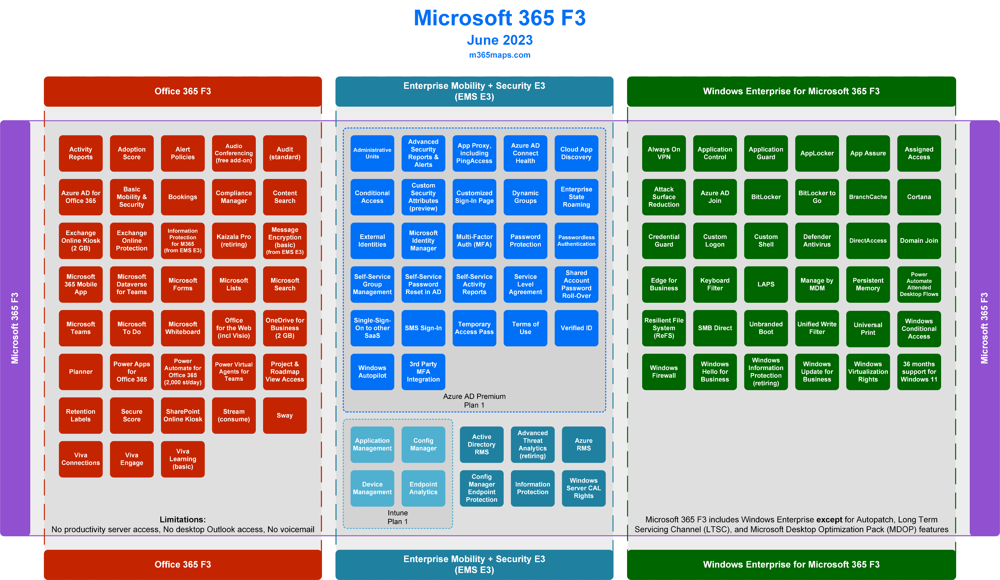 Microsoft 365 F3
June 2023
m365maps.com
Office 365 F3
Enterprise Mobility + Security E3
(EMS E3)
Windows Enterprise for Microsoft 365 F3
Microsoft 365 F3
Activity
Reports
Adoption
Score
Alert
Policies
Audio
Conferencing
(free add-on)
Audit
(standard)
Azure AD for
Office 365
Basic
Mobility &
Security
Bookings
Compliance
Manager
Content
Search
Exchange
Online Kiosk
(2 GB)
Exchange
Online
Protection
Information
Protection
for M365
(from EMS E3)
Kaizala Pro
(retiring)
Message
Encryption
(basic)
(from EMS E3)
Microsoft
365 Mobile
App
Microsoft
Dataverse
for Teams
Microsoft
Forms
Microsoft
Lists
Microsoft
Search
Microsoft
Teams
Microsoft
To Do
Microsoft
Whiteboard
Office
for the Web
(incl Visio)
OneDrive for
Business
(2 GB)
Planner
Power Apps
for
Office 365
Power
Automate for
Office 365
(2,000 st/day)
Power Virtual
Agents for
Teams
Project &
Roadmap
View Access
Retention
Labels
Secure
Score
SharePoint
Online Kiosk
Stream
(consume)
Sway
Viva
Connections
Viva
Engage
Viva
Learning
(basic)
Limitations:
No productivity server access, No desktop Outlook access, No voicemail
Administrative
Units
Advanced
Security
Reports &
Alerts
App Proxy,
including
PingAccess
Azure AD
Connect
Health
Cloud App
Discovery
Conditional
Access
Custom
Security
Attributes
(preview)
Customized
Sign-In Page
Dynamic
Groups
Enterprise
State
Roaming
External
Identities
Microsoft
Identity
Manager
Multi-Factor
Auth (MFA)
Password
Protection
Passwordless
Authentication
Self-Service
Group
Management
Self-Service
Password
Reset in AD
Self-Service
Activity
Reports
Service
Level
Agreement
Shared
Account
Password
Roll-Over
Single-Sign-
On to other
SaaS
SMS Sign-In
Temporary
Access Pass
Terms of
Use
Verified ID
Windows
Autopilot
3rd Party
MFA
Integration
Azure AD Premium
Plan 1
Application
Management
Config
Manager
Device
Management
Endpoint
Analytics
Intune
Plan 1
Active
Directory
RMS
Advanced
Threat
Analytics
(retiring)
Azure
RMS
Config
Manager
Endpoint
Protection
Information
Protection
Windows
Server CAL
Rights
Always On
VPN
Application
Control
Application
Guard
AppLocker
App Assure
Assigned
Access
Attack
Surface
Reduction
Azure AD
Join
BitLocker
BitLocker to
Go
BranchCache
Cortana
Credential
Guard
Custom
Logon
Custom
Shell
Defender
Antivirus
DirectAccess
Domain Join
Edge for
Business
Keyboard
Filter
LAPS
Manage by
MDM
Persistent
Memory
Power
Automate
Attended
Desktop Flows
Resilient File
System
(ReFS)
SMB Direct
Unbranded
Boot
Unified Write
Filter
Universal
Print
Windows
Conditional
Access
Windows
Firewall
Windows
Hello for
Business
Windows
Information
Protection
(retiring)
Windows
Update for
Business
Windows
Virtualization
Rights
36 months
support for
Windows 11
Microsoft 365 F3 includes Windows Enterprise except for Autopatch, Long Term
Servicing Channel (LTSC), and Microsoft Desktop Optimization Pack (MDOP) features
Microsoft 365 F3
Office 365 F3
Enterprise Mobility + Security E3
(EMS E3)
Windows Enterprise for Microsoft 365 F3